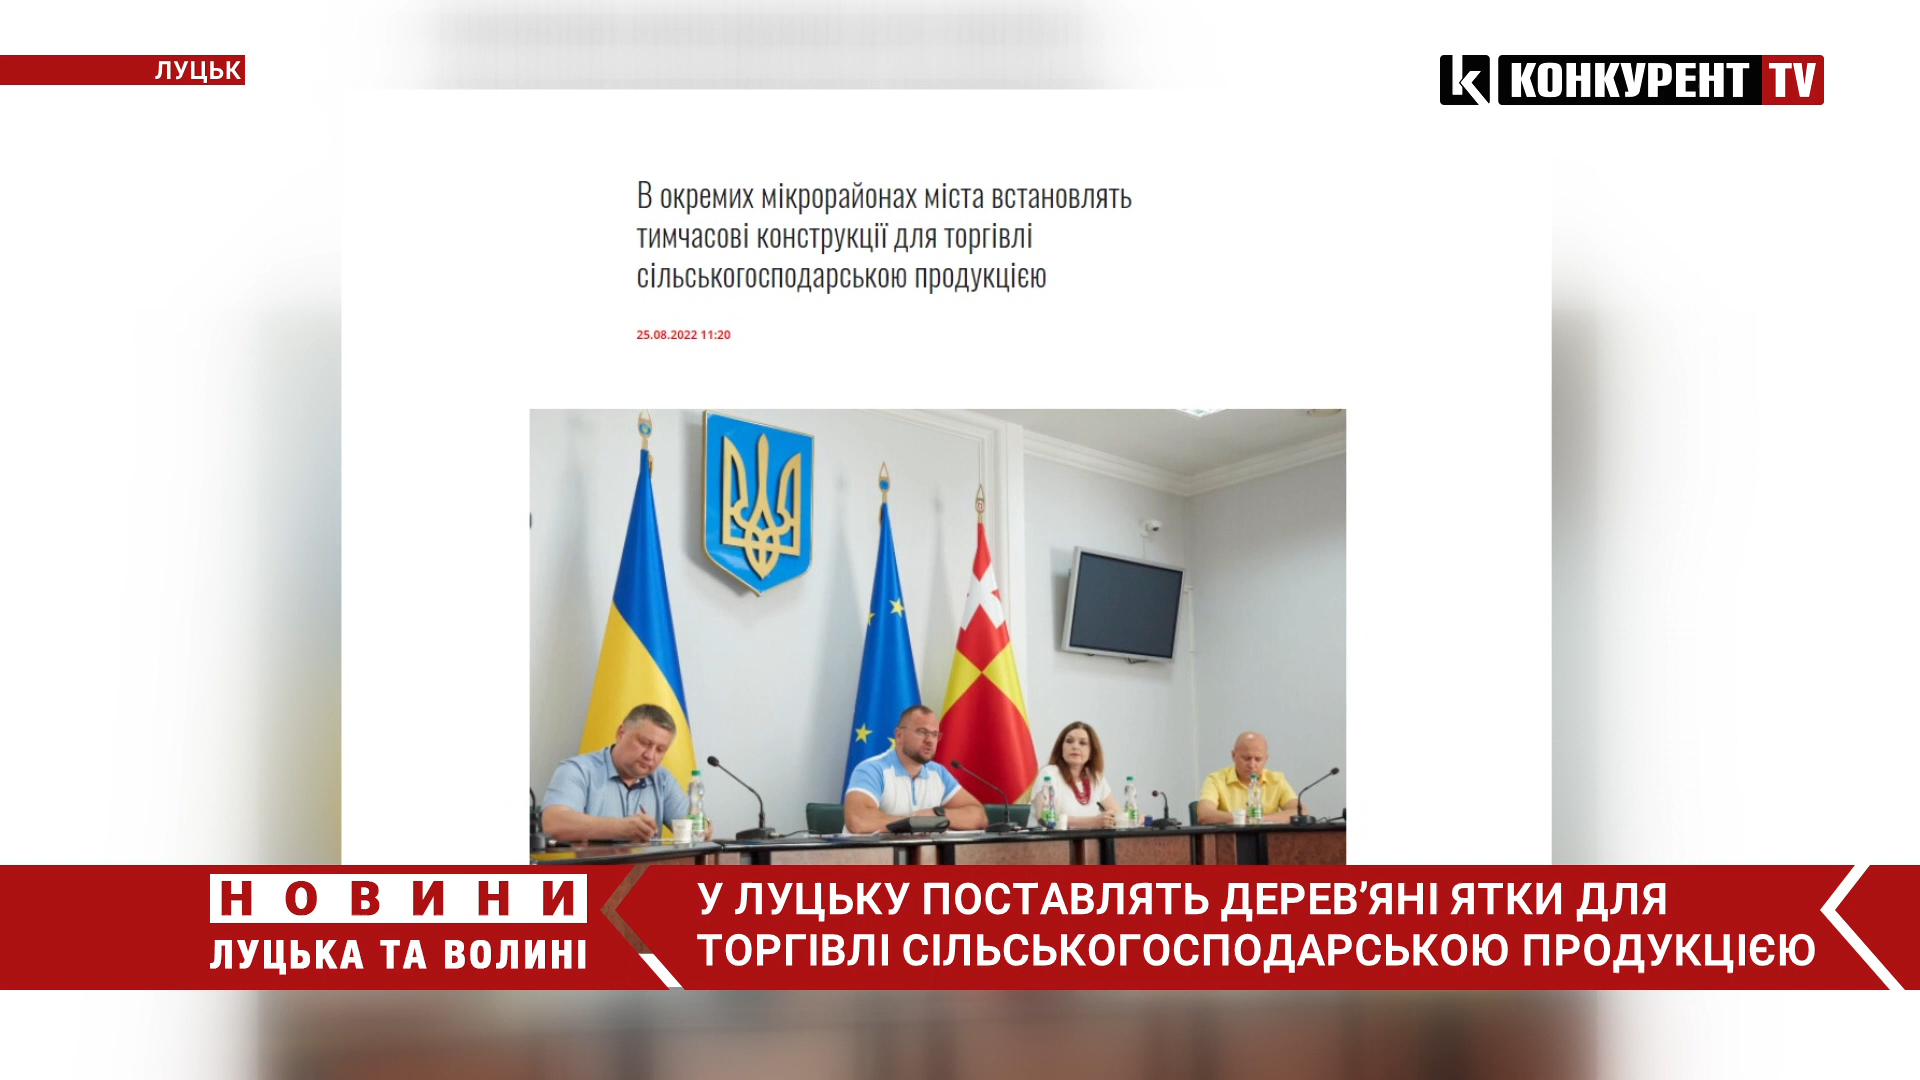 ЛУЦЬК
k КОНКУРЕНТ TV
В окремих мікрорайонах міста встановлять
тимчасові конструкції для торгівлі
сільськогосподарською продукцією
25.08.2022 11:20
НОВИНИ
ЛУЦЬКА ТА ВОЛИНІ
У ЛУЦЬКУ ПОСТАВЛЯТЬ ДЕРЕВ’ЯНІ ЯТКИ ДЛЯ
ТОРГІВЛІ СІЛЬСЬКОГОСПОДАРСЬКОЮ ПРОДУКЦІЄЮ